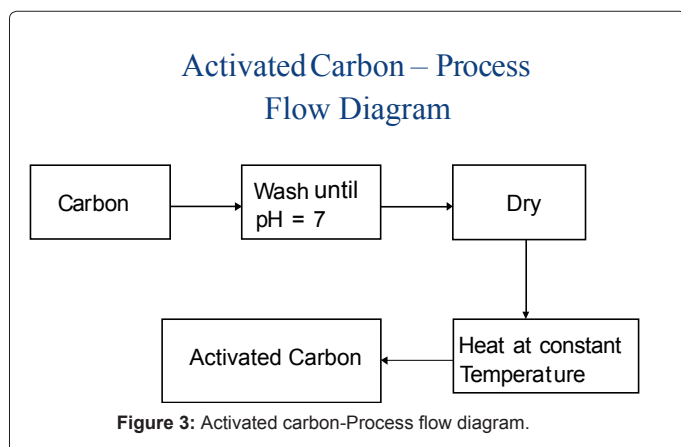 Activated Carbon – Process
Flow Diagram
Carbon
Wash until
pH = 7
Dry
Heat at constant
Temperature
Activated Carbon
Figure 3: Activated carbon-Process flow diagram.